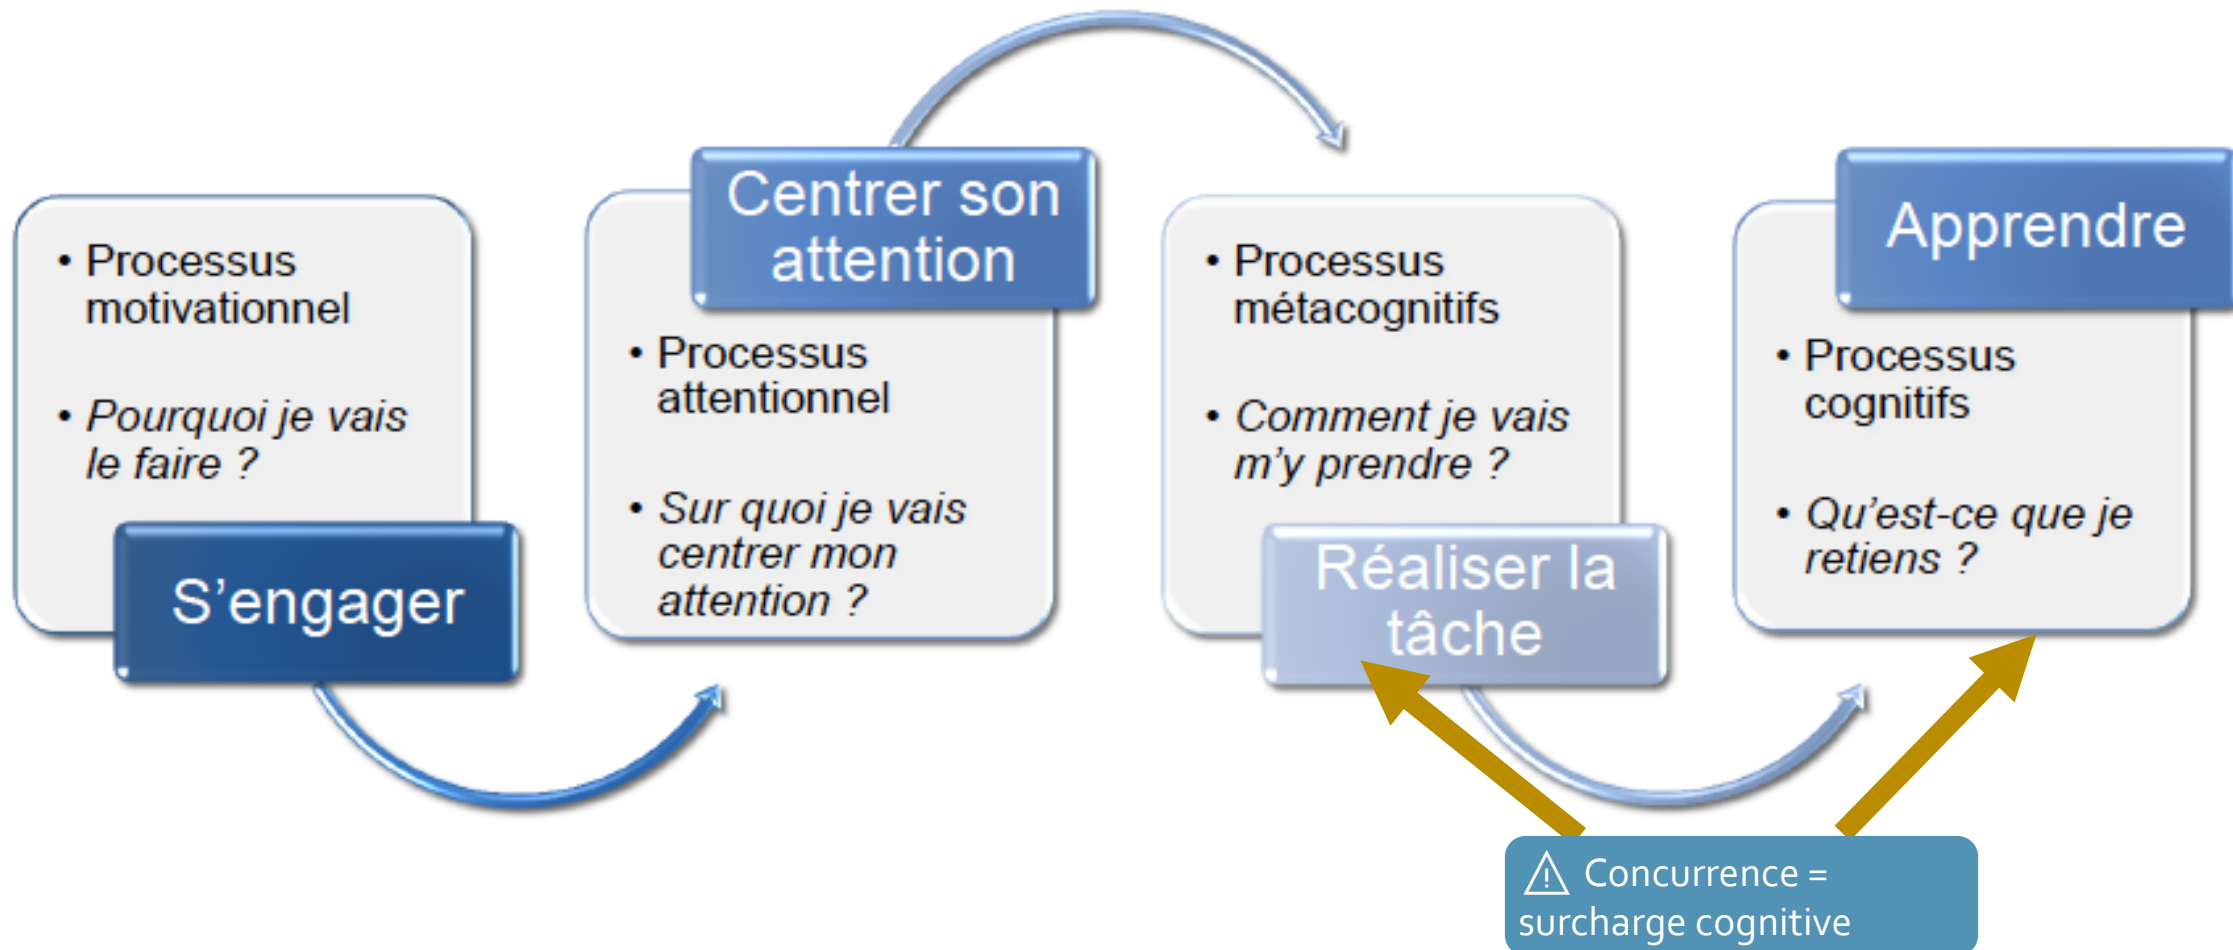 • Processus
motivationnel
• Pourquoi je vais
le faire ?
S'engager
Centrer son
attention
• Processus
attentionnel
• Sur quoi je vais
centrer mon
attention ?
• Processus
métacognitifs
• Comment je vais
m'y prendre ?
Réaliser la
tâche
Apprendre
• Processus
cognitifs
• Qu'est-ce que je
retiens ?
⚠ Concurrence =
surcharge cognitive